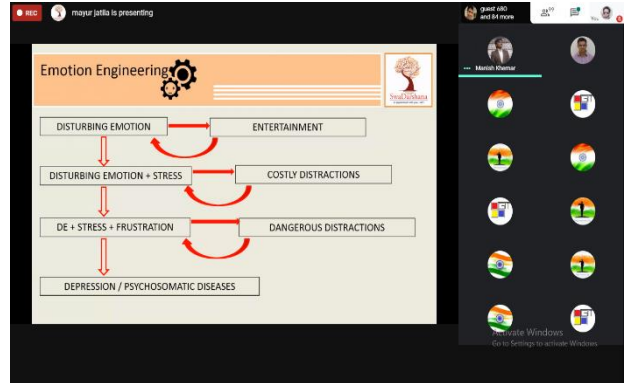 REC
mayur jatila is presenting
guest 680
and 84 more
Emotion Engineering
SwaDarshana
DISTURBING EMOTION
ENTERTAINMENT
DISTURBING EMOTION + STRESS
COSTLY DISTRACTIONS
DE + STRESS + FRUSTRATION
DANGEROUS DISTRACTIONS
DEPRESSION / PSYCHOSOMATIC DISEASES
Manish Khemar
Activate Windows
Go to Settings to activate Windows.